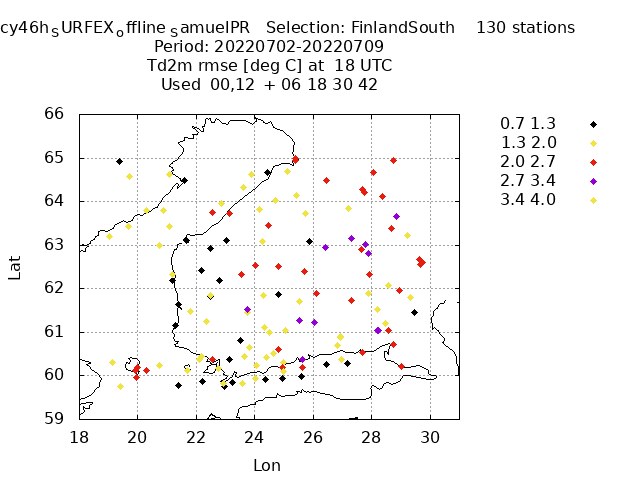 cy46h_SURFEX_offline_SamuelPR Selection: FinlandSouth 130 stations
Period: 20220702-20220709
Td2m rmse [deg C] at 18 UTC
Used 00,12 + 06 18 30 42
0.7 1.3
1.3 2.0
2.0 2.7
2.7 3.4
3.4 4.0
66
65
64
63
62
61
60
59
Lat
18 20 22 24 26 28 30
Lon